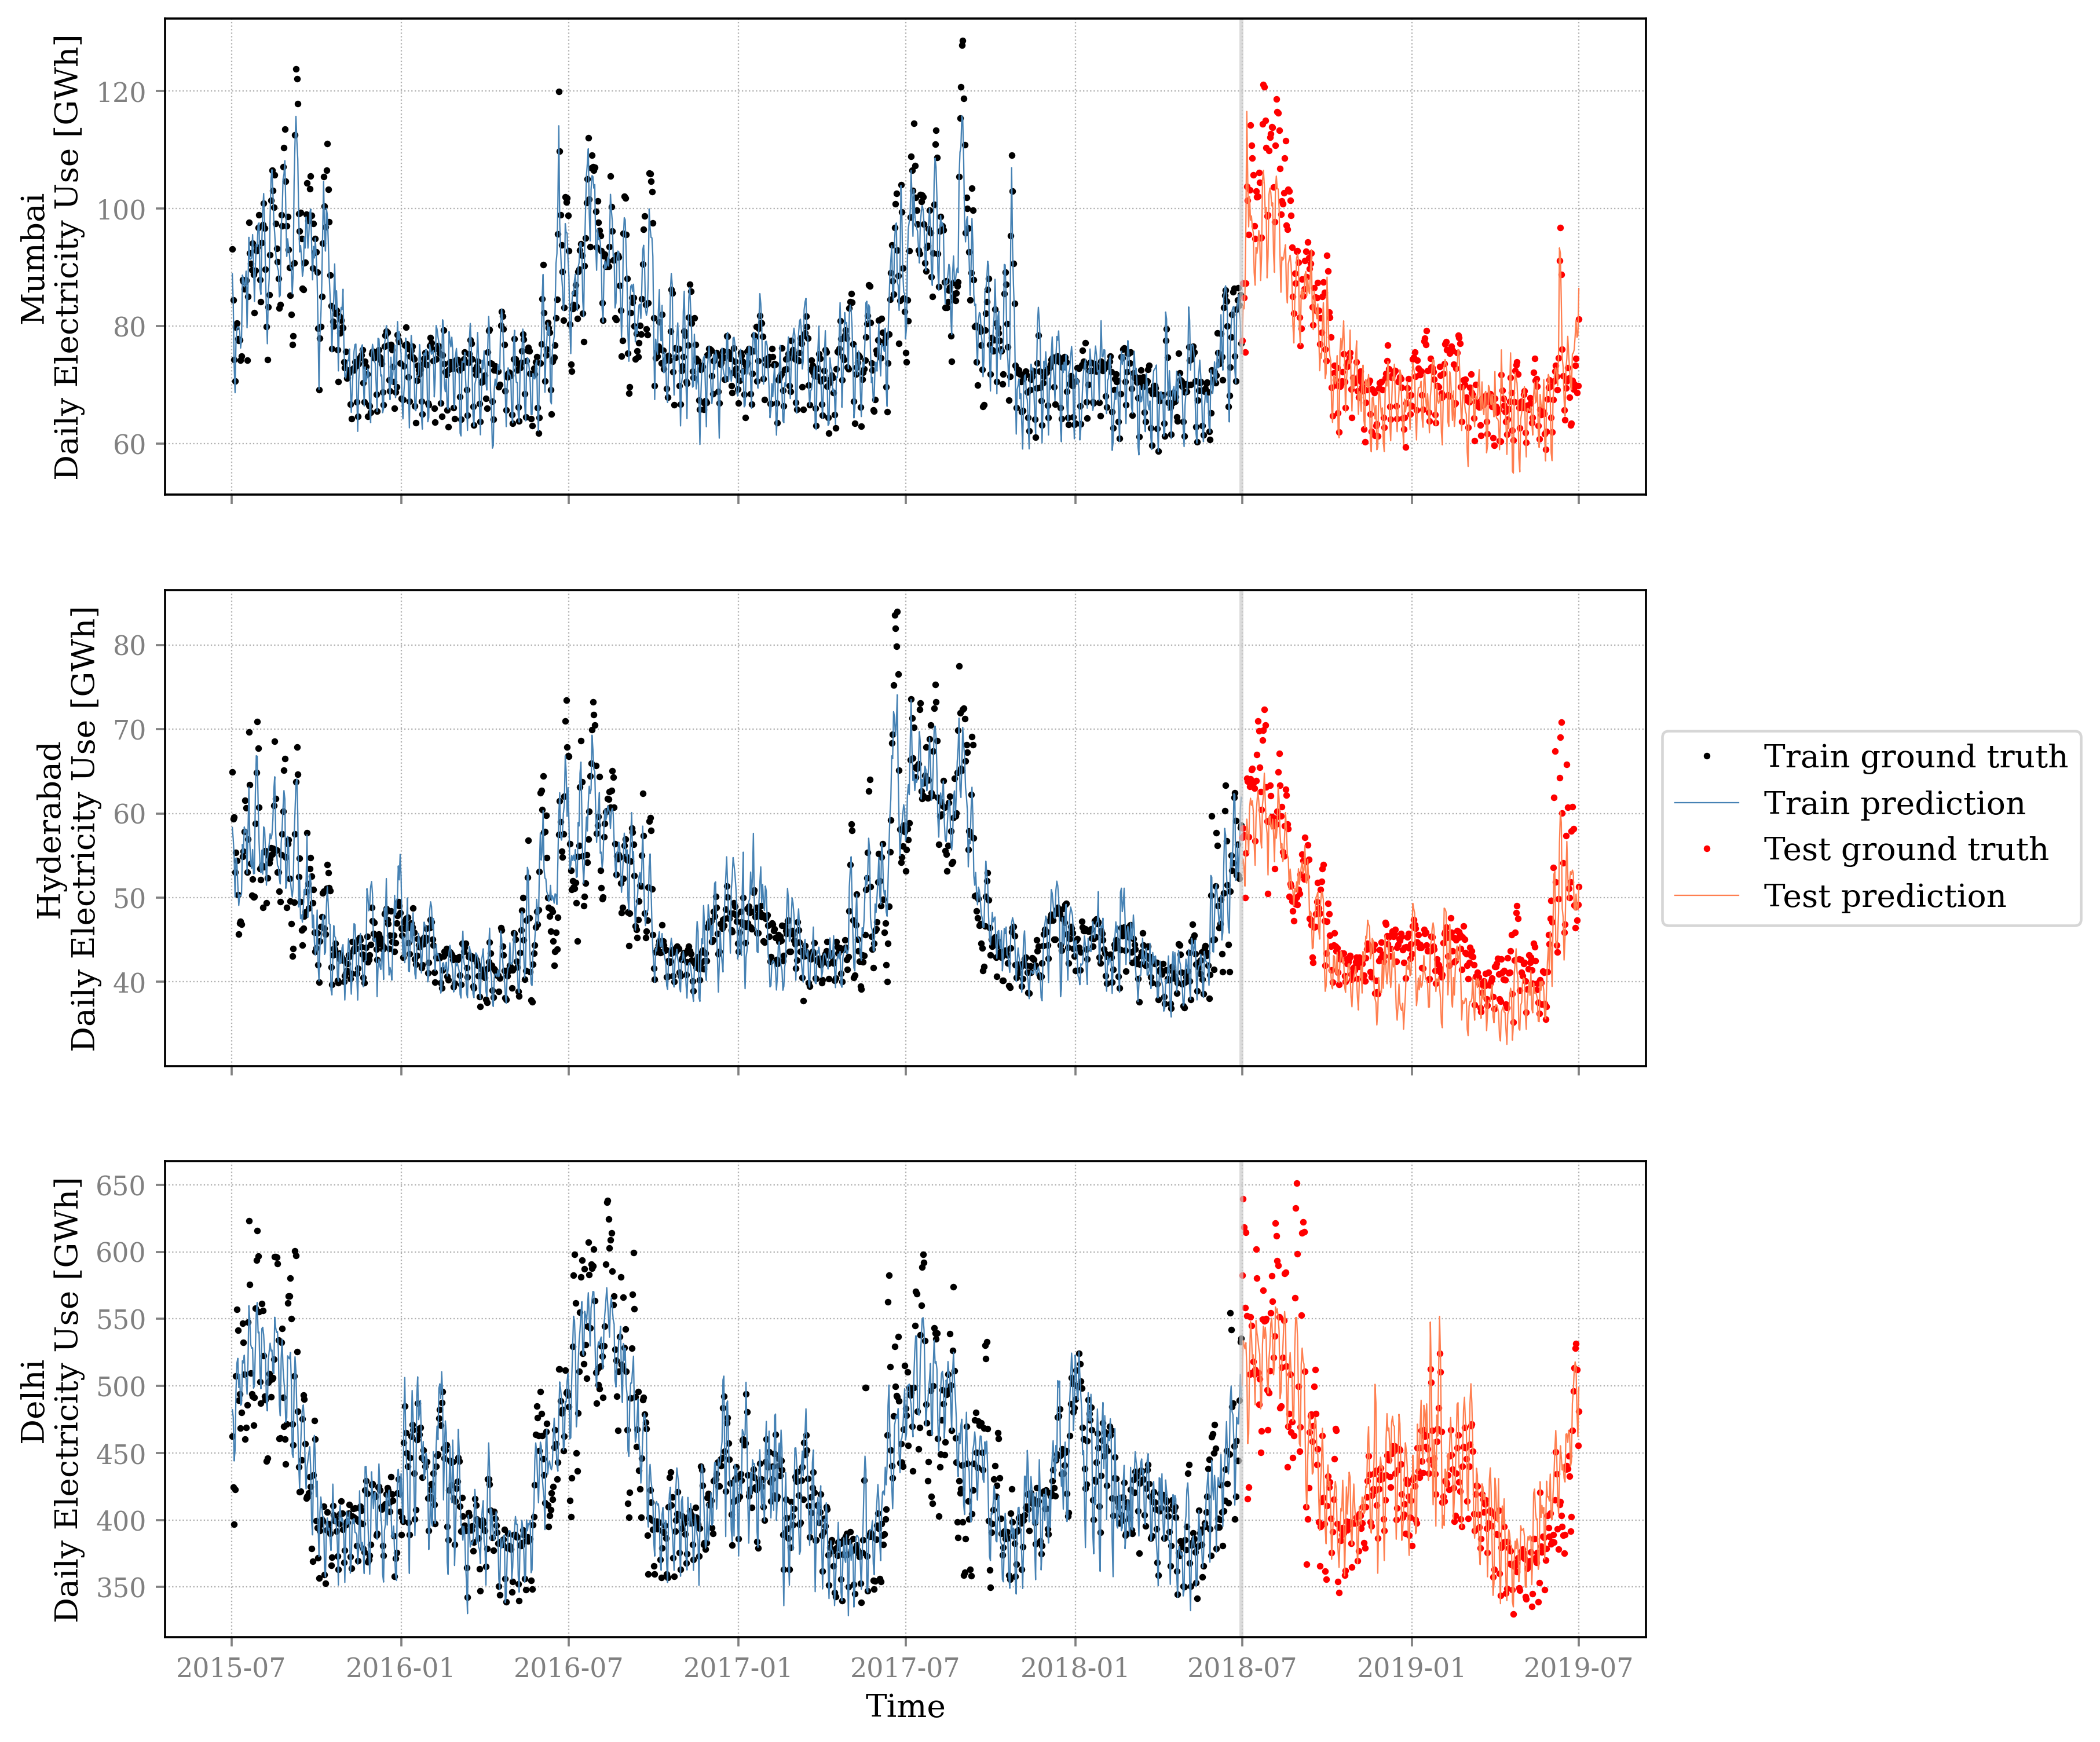 Mumbai
Daily Electricity Use [GWh]
120
100
80
60
Hyderabad
Daily Electricity Use [GWh]
80
70
60
50
40
Train ground truth
Train prediction
Test ground truth
Test prediction
Delhi
Daily Electricity Use [GWh]
650
600
550
500
450
400
350
2015-07 2016-01 2016-07 2017-01 2017-07 2018-01 2018-07 2019-01 2019-07
Time